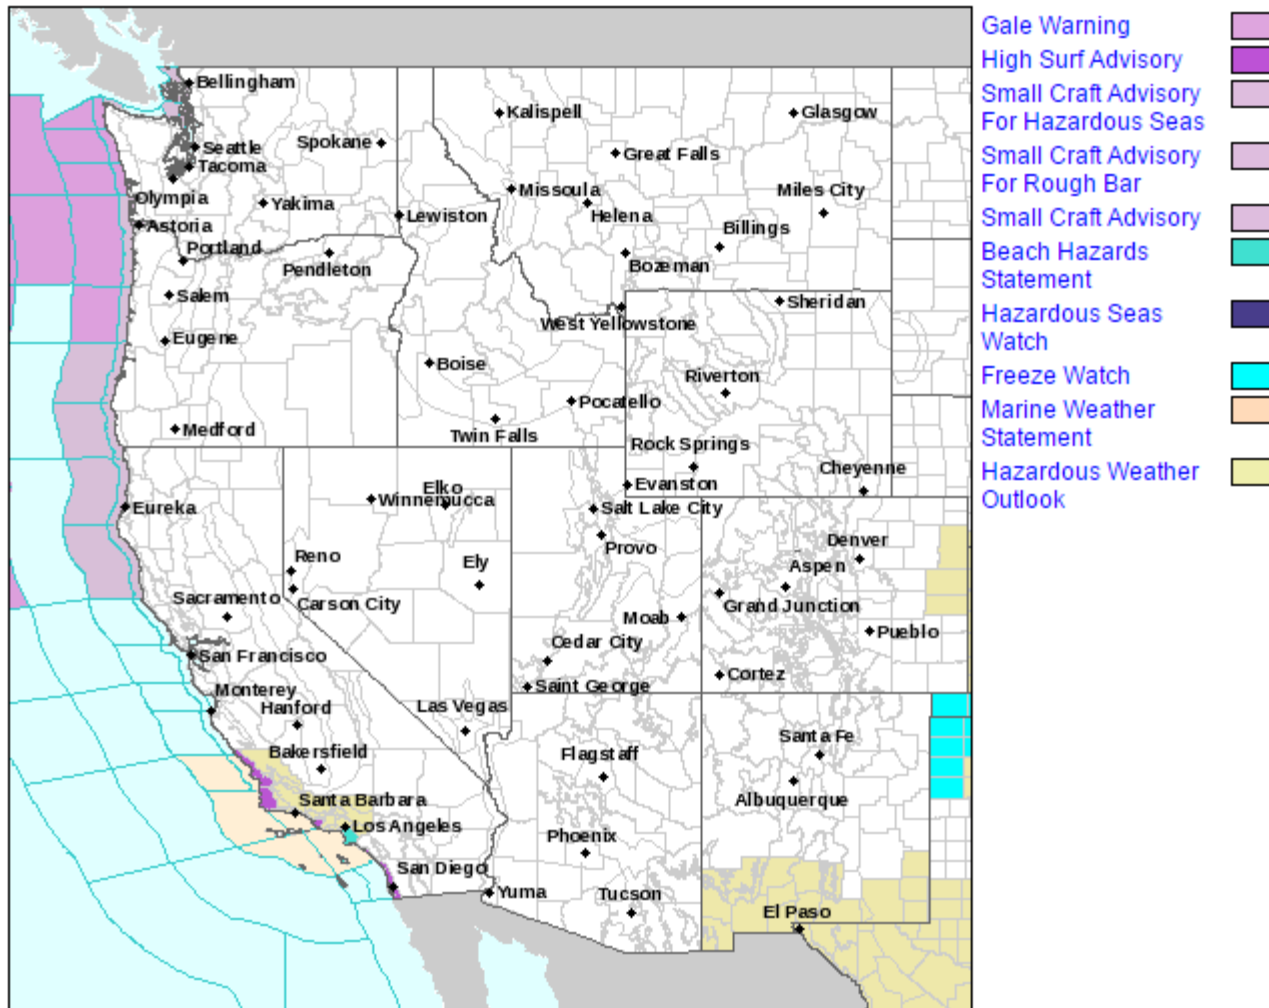 Gale Warning
High Surf Advisory
Small Craft Advisory
For Hazardous Seas
Small Craft Advisory
For Rough Bar
Small Craft Advisory
Beach Hazards
Statement
Hazardous Seas
Watch
Freeze Watch
Marine Weather
Statement
Hazardous Weather
Outlook
Bellingham
Kalispell
Glasgow
Seattle
Spokane
Great Falls
Tacoma
Missoula
Miles City
Olympia
Yakima
Lewiston
Helena
Astoria
Billings
Portland
Pendleton
Bozeman
Salem
Sheridan
West Yellowstone
Eugene
Boise
Riverton
Pocatello
Medford
Twin Falls
Rock Springs
Cheyenne
Elko
Evanston
Winnemucca
Eureka
Salt Lake City
Denver
Provo
Reno
Ely
Aspen
Sacramento
Carson City
Grand Junction
Moab
Pueblo
Cedar City
San Francisco
Cortez
Monterey
Saint George
Hanford
Las Vegas
Santa Fe
Bakersfield
Flagstaff
Santa Barbara
Albuquerque
Los Angeles
Phoenix
San Diego
Yuma
Tucson
El Paso